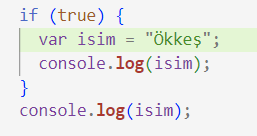 if (true) {
  var isim = "Ökkeş";
  console.log(isim);
}
console.log(isim);